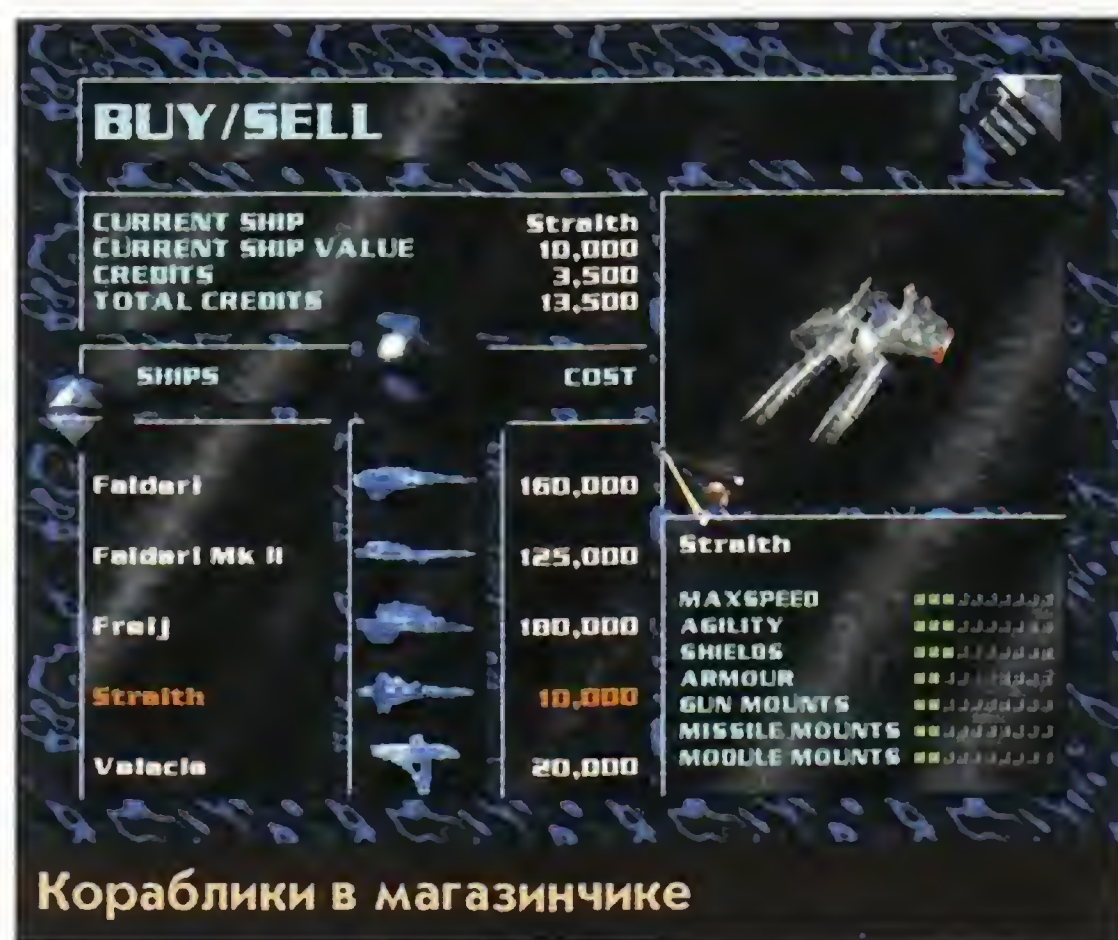 BUY/SELL
CURRENT SHIP Straith
CURRENT SHIP VALUE 10,000
CREDITS 3,500
TOTAL CREDITS 13,500
SHIPS COST
Faldari 160,000
Faldari Mk II 125,000
Freij 180,000
Straith 10,000
Valacia 20,000
Straith
MAXSPEED
AGILITY
SHIELDS
ARMOUR
GUN MOUNTS
MISSILE MOUNTS
MODULE MOUNTS
Кораблики в магазинчике